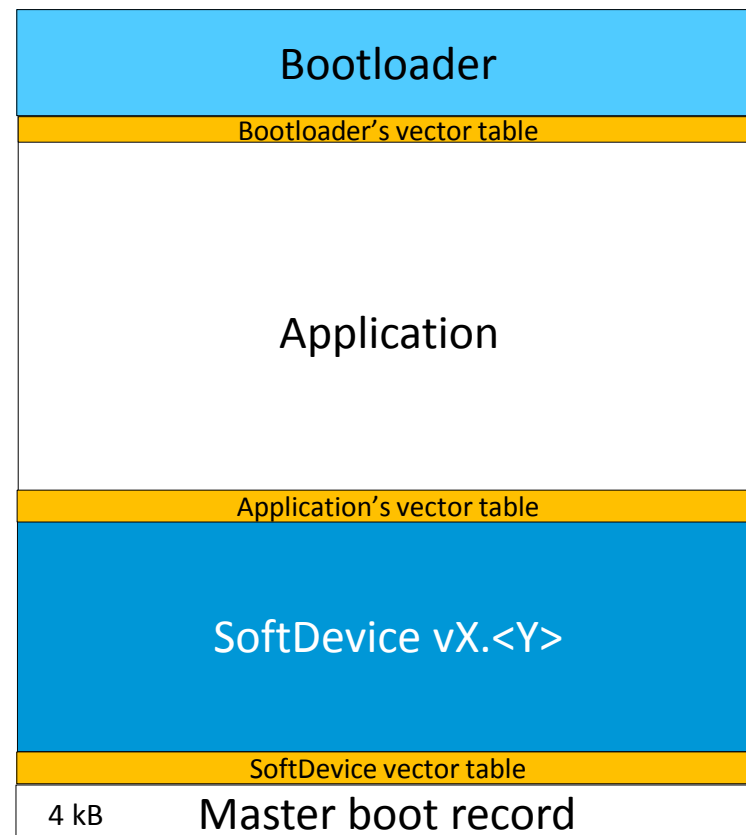 Bootloader
Bootloader’s vector table
Application
Application’s vector table
SoftDevice vX.<Y>
SoftDevice vector table
4 kB Master boot record